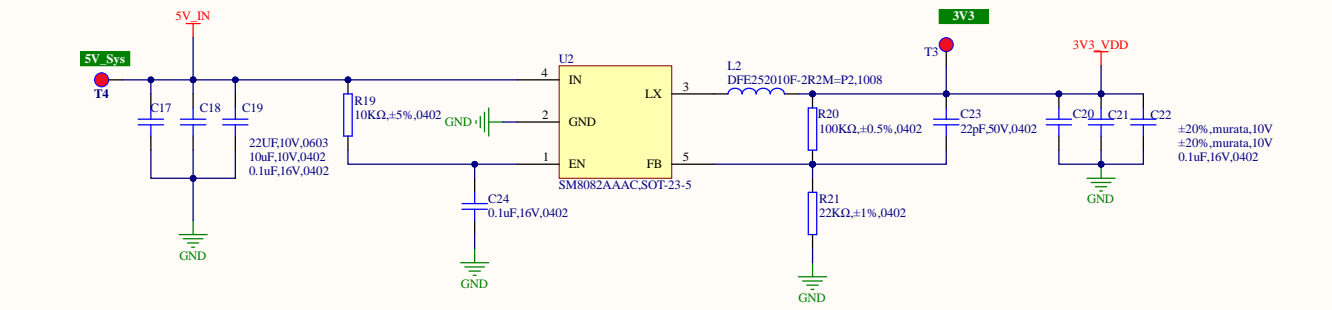 5V_IN
5V_Sys
T4
C17
C18
C19
22UF,10V,0603
10uF,10V,0402
0.1uF,16V,0402
GND
R19
10KΩ,±5%,0402
GND
C24
0.1uF,16V,0402
GND
U2
4
IN
2
GND
1
EN
LX
3
FB
5
SM8082AAAC,SOT-23-5
L2
DFE252010F-2R2M=P2,1008
R20
100KΩ,±0.5%,0402
R21
22KΩ,±1%,0402
GND
3V3
T3
C23
22pF,50V,0402
3V3_VDD
C20
C21
C22
±20%,murata,10V
±20%,murata,10V
0.1uF,16V,0402
GND